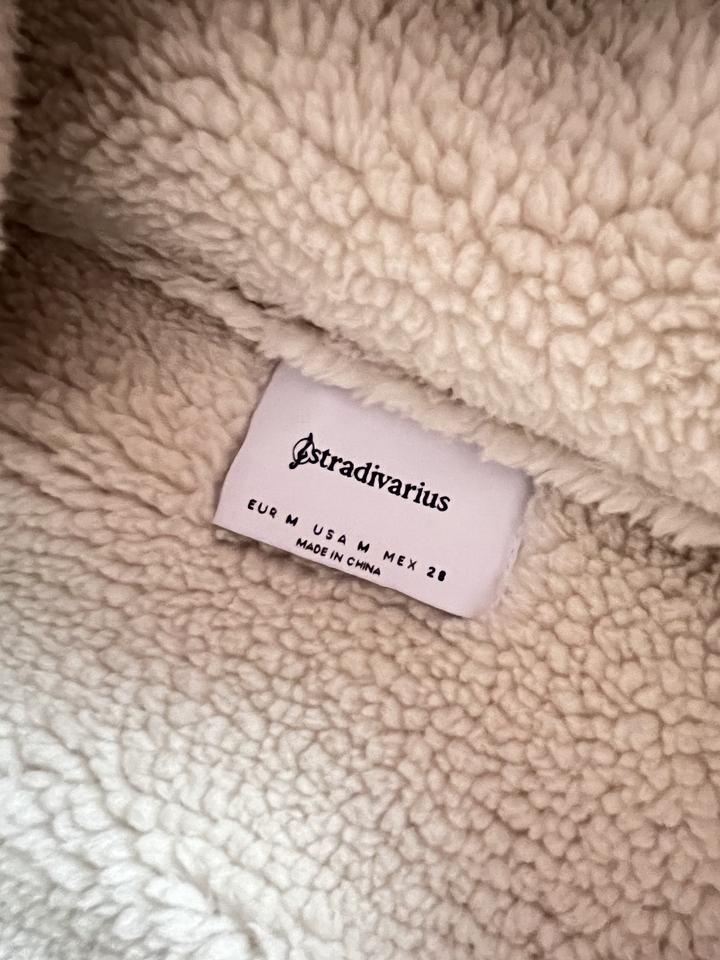 stradivarius
EUR M USA M MEX 28
MADE IN CHINA